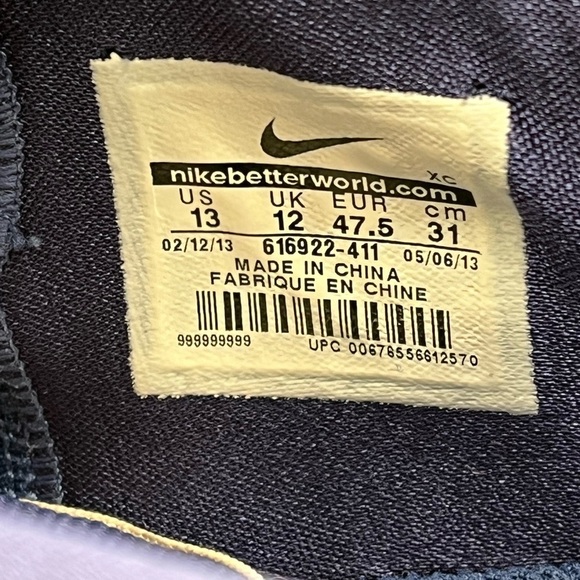 XC
nikebetterworld.com
US UK EUR cm
13 12 47.5 31
02/12/13 616922-411 05/06/13
MADE IN CHINA
FABRIQUE EN CHINE
999999999 UPC 00678556612570